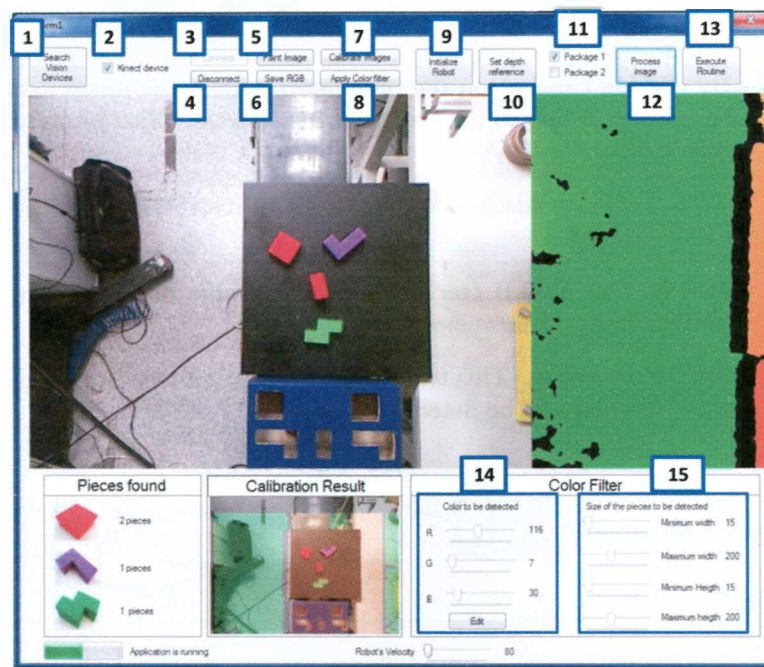 1
2
3
5
7
9
11
13
Search Vision Devices
Kinect device
Connect
Paint Image
Calibrate Images
Initialize Robot
Set depth reference
Package 1
Package 2
Process image
Execute Routine
Disconnect
Save RGB
Apply Color filter
4
6
8
10
12
14
15
Pieces found
2 pieces
1 pieces
1 pieces
Calibration Result
Color Filter
Color to be detected
R 116
G 7
B 30
Edit
Size of the pieces to be detected
Minimum width 15
Maximum width 200
Minimum Heigth 15
Maximum heigth 200
Application is running
Robot's Velocity 80